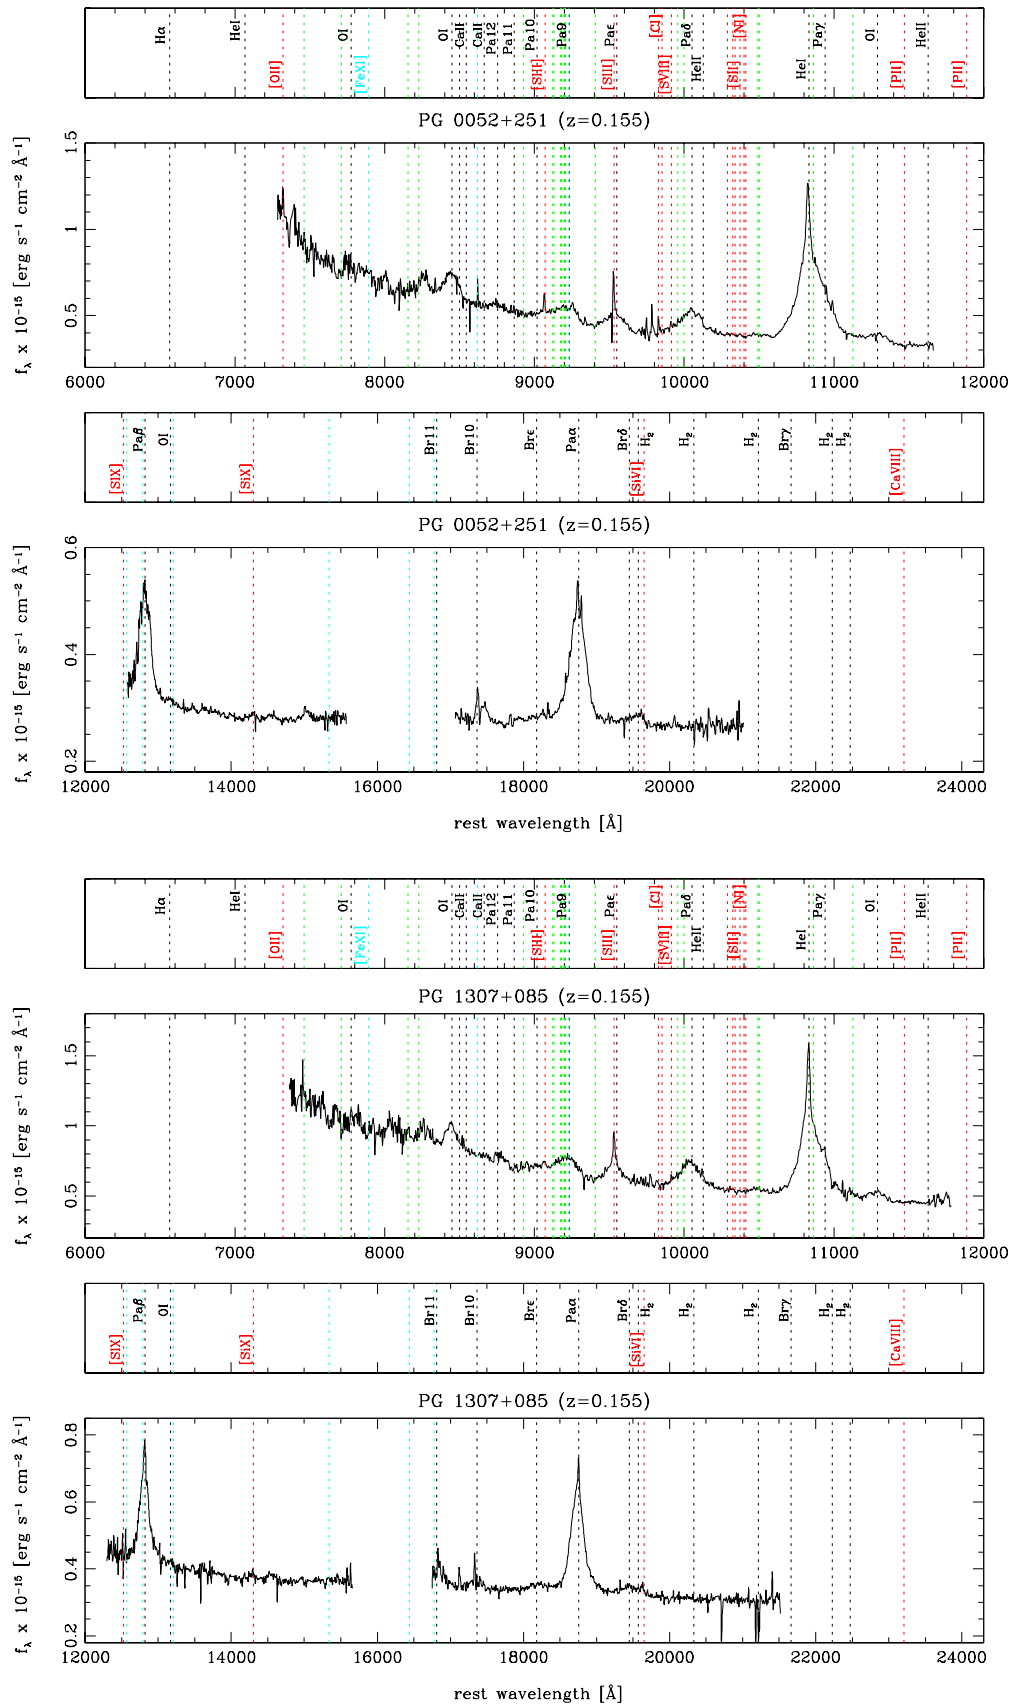 Hα HeI OI OI CaII CaII Pa12 Pa11 Pa10 Pa9 Paε [CI] Paδ HeII [NI] HeI Paγ OI HeII
[OII] [FeXI] [SIII] [SIII] [SVIII] [SII] [PII] [PII]
PG 0052+251 (z=0.155)
fλ x 10⁻¹⁵ [erg s⁻¹ cm⁻² Å⁻¹]
1.5
1
0.5
6000 7000 8000 9000 10000 11000 12000
Paβ OI Br11 Br10 Brε Paα Brδ H₂ H₂ H₂ Brγ H₂ H₂
[SIX] [SiX] [SiVI] [CaVIII]
PG 0052+251 (z=0.155)
fλ x 10⁻¹⁵ [erg s⁻¹ cm⁻² Å⁻¹]
0.6
0.4
0.2
12000 14000 16000 18000 20000 22000 24000
rest wavelength [Å]
Hα HeI OI OI CaII CaII Pa12 Pa11 Pa10 Pa9 Paε [CI] Paδ HeII [NI] HeI Paγ OI HeII
[OII] [FeXI] [SIII] [SIII] [SVIII] [SII] [PII] [PII]
PG 1307+085 (z=0.155)
fλ x 10⁻¹⁵ [erg s⁻¹ cm⁻² Å⁻¹]
1.5
1
0.5
6000 7000 8000 9000 10000 11000 12000
Paβ OI Br11 Br10 Brε Paα Brδ H₂ H₂ H₂ Brγ H₂ H₂
[SIX] [SiX] [SiVI] [CaVIII]
PG 1307+085 (z=0.155)
fλ x 10⁻¹⁵ [erg s⁻¹ cm⁻² Å⁻¹]
0.8
0.6
0.4
0.2
12000 14000 16000 18000 20000 22000 24000
rest wavelength [Å]